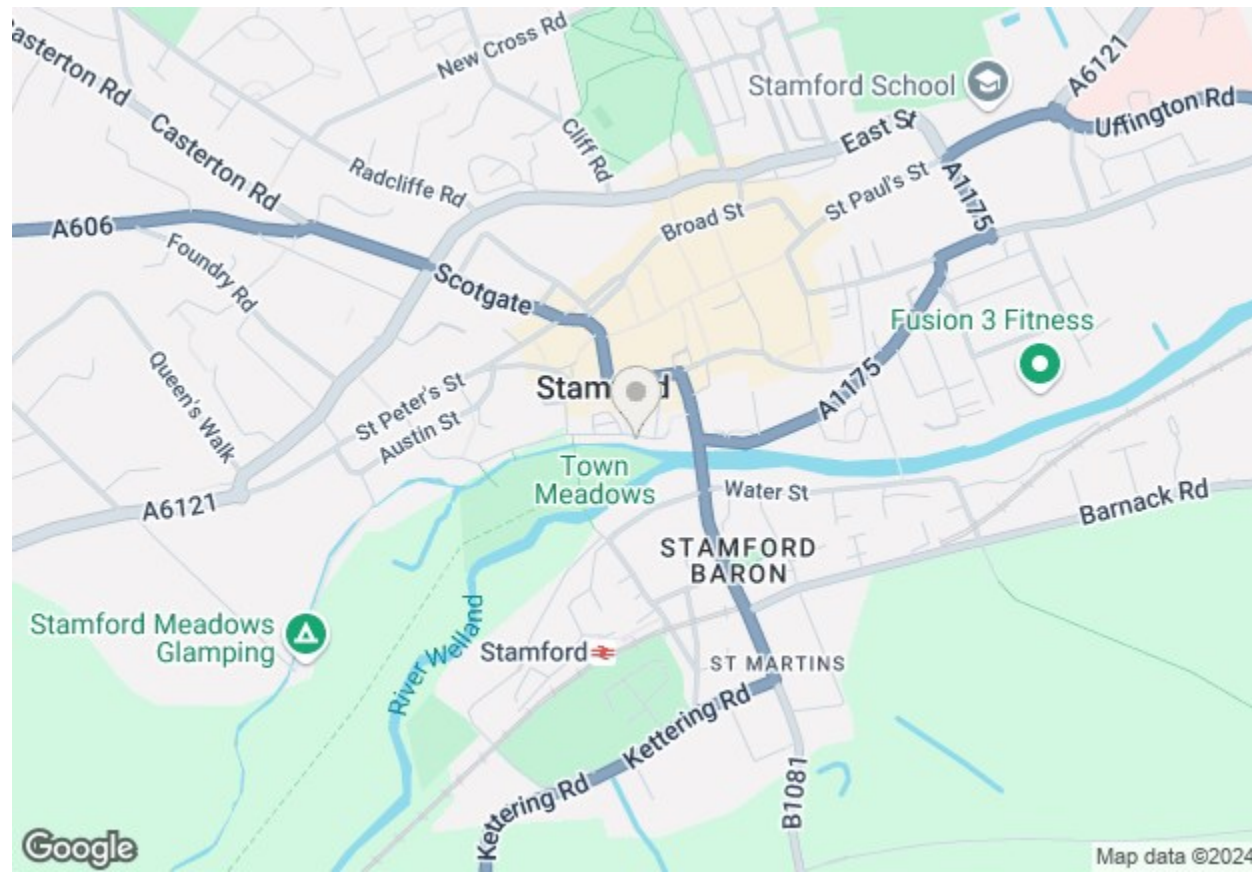 New Cross Rd
Casterton Rd
Stamford School
A6121
Uffington Rd
Casterton Rd
Cliff Rd
East St
Radcliffe Rd
St Paul's St
A1175
A606
Broad St
Foundry Rd
Scotgate
Fusion 3 Fitness
Queen's Walk
St Peter's St
Stamford
A1175
Austin St
Town
Meadows
Water St
A6121
Barnack Rd
STAMFORD
BARON
Stamford Meadows
Glamping
River Welland
Stamford
ST MARTINS
Kettering Rd
Kettering Rd
B1081
Google
Map data ©2024